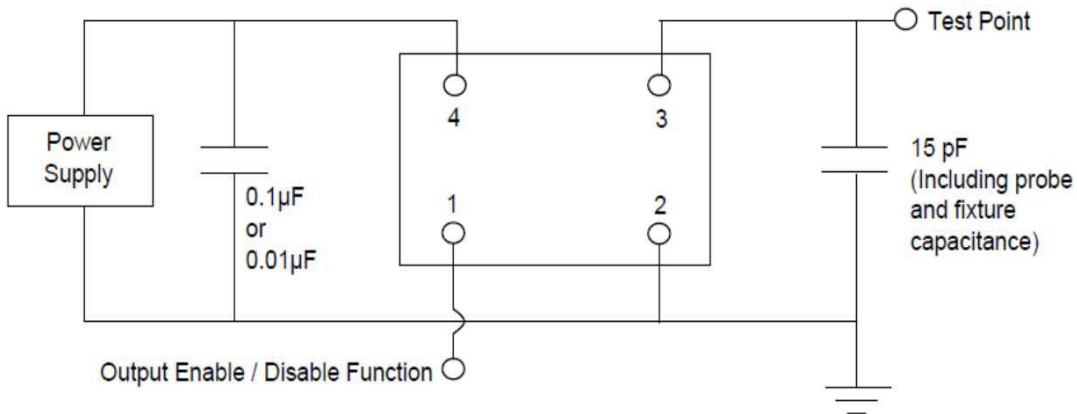 Test Point
4
3
Power
Supply
15 pF
(Including probe
and fixture
capacitance)
0.1µF
or
0.01µF
1
2
Output Enable / Disable Function